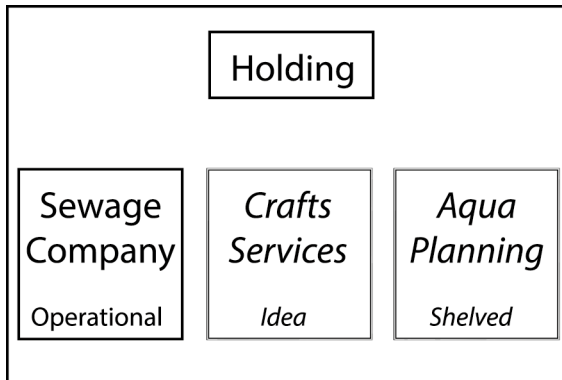 Holding
Sewage
Company
Operational
Crafts
Services
Idea
Aqua
Planning
Shelved